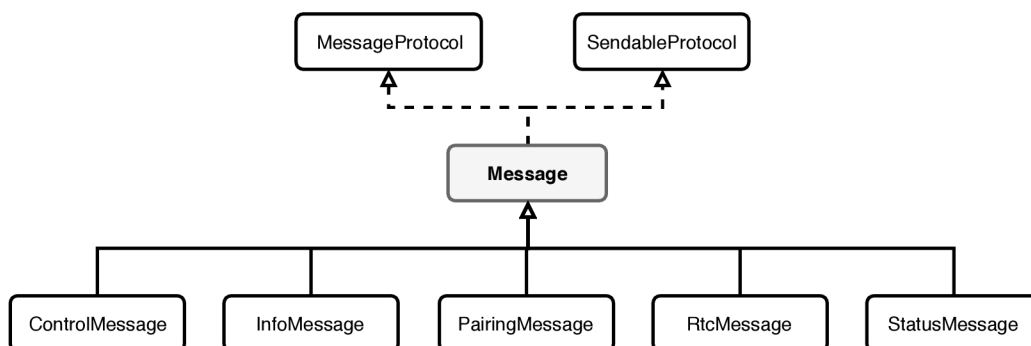 MessageProtocol
SendableProtocol
Message
ControlMessage
InfoMessage
PairingMessage
RtcMessage
StatusMessage